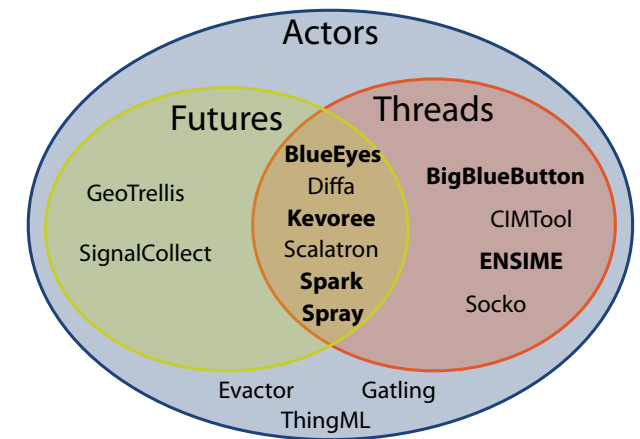 Actors
Futures
Threads
GeoTrellis
SignalCollect
BlueEyes
Diffa
Kevoree
Scalatron
Spark
Spray
BigBlueButton
CIMTool
ENSIME
Socko
Evactor
Gatling
ThingML